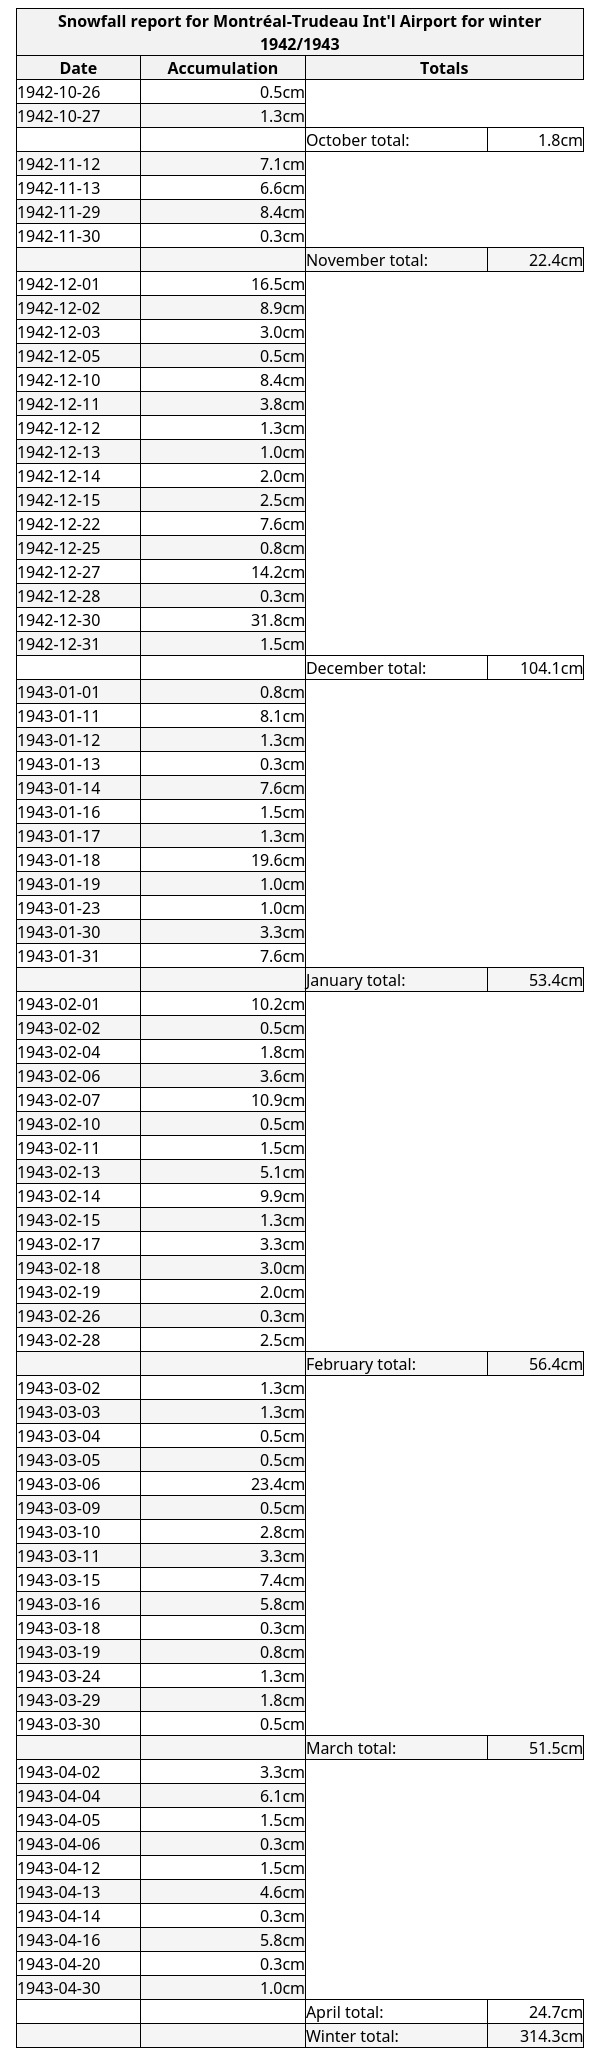 Snowfall report for Montréal-Trudeau Int'l Airport for winter
1942/1943
Date Accumulation Totals
1942-10-26 0.5cm
1942-10-27 1.3cm
October total: 1.8cm
1942-11-12 7.1cm
1942-11-13 6.6cm
1942-11-29 8.4cm
1942-11-30 0.3cm
November total: 22.4cm
1942-12-01 16.5cm
1942-12-02 8.9cm
1942-12-03 3.0cm
1942-12-05 0.5cm
1942-12-10 8.4cm
1942-12-11 3.8cm
1942-12-12 1.3cm
1942-12-13 1.0cm
1942-12-14 2.0cm
1942-12-15 2.5cm
1942-12-22 7.6cm
1942-12-25 0.8cm
1942-12-27 14.2cm
1942-12-28 0.3cm
1942-12-30 31.8cm
1942-12-31 1.5cm
December total: 104.1cm
1943-01-01 0.8cm
1943-01-11 8.1cm
1943-01-12 1.3cm
1943-01-13 0.3cm
1943-01-14 7.6cm
1943-01-16 1.5cm
1943-01-17 1.3cm
1943-01-18 19.6cm
1943-01-19 1.0cm
1943-01-23 1.0cm
1943-01-30 3.3cm
1943-01-31 7.6cm
January total: 53.4cm
1943-02-01 10.2cm
1943-02-02 0.5cm
1943-02-04 1.8cm
1943-02-06 3.6cm
1943-02-07 10.9cm
1943-02-10 0.5cm
1943-02-11 1.5cm
1943-02-13 5.1cm
1943-02-14 9.9cm
1943-02-15 1.3cm
1943-02-17 3.3cm
1943-02-18 3.0cm
1943-02-19 2.0cm
1943-02-26 0.3cm
1943-02-28 2.5cm
February total: 56.4cm
1943-03-02 1.3cm
1943-03-03 1.3cm
1943-03-04 0.5cm
1943-03-05 0.5cm
1943-03-06 23.4cm
1943-03-09 0.5cm
1943-03-10 2.8cm
1943-03-11 3.3cm
1943-03-15 7.4cm
1943-03-16 5.8cm
1943-03-18 0.3cm
1943-03-19 0.8cm
1943-03-24 1.3cm
1943-03-29 1.8cm
1943-03-30 0.5cm
March total: 51.5cm
1943-04-02 3.3cm
1943-04-04 6.1cm
1943-04-05 1.5cm
1943-04-06 0.3cm
1943-04-12 1.5cm
1943-04-13 4.6cm
1943-04-14 0.3cm
1943-04-16 5.8cm
1943-04-20 0.3cm
1943-04-30 1.0cm
April total: 24.7cm
Winter total: 314.3cm